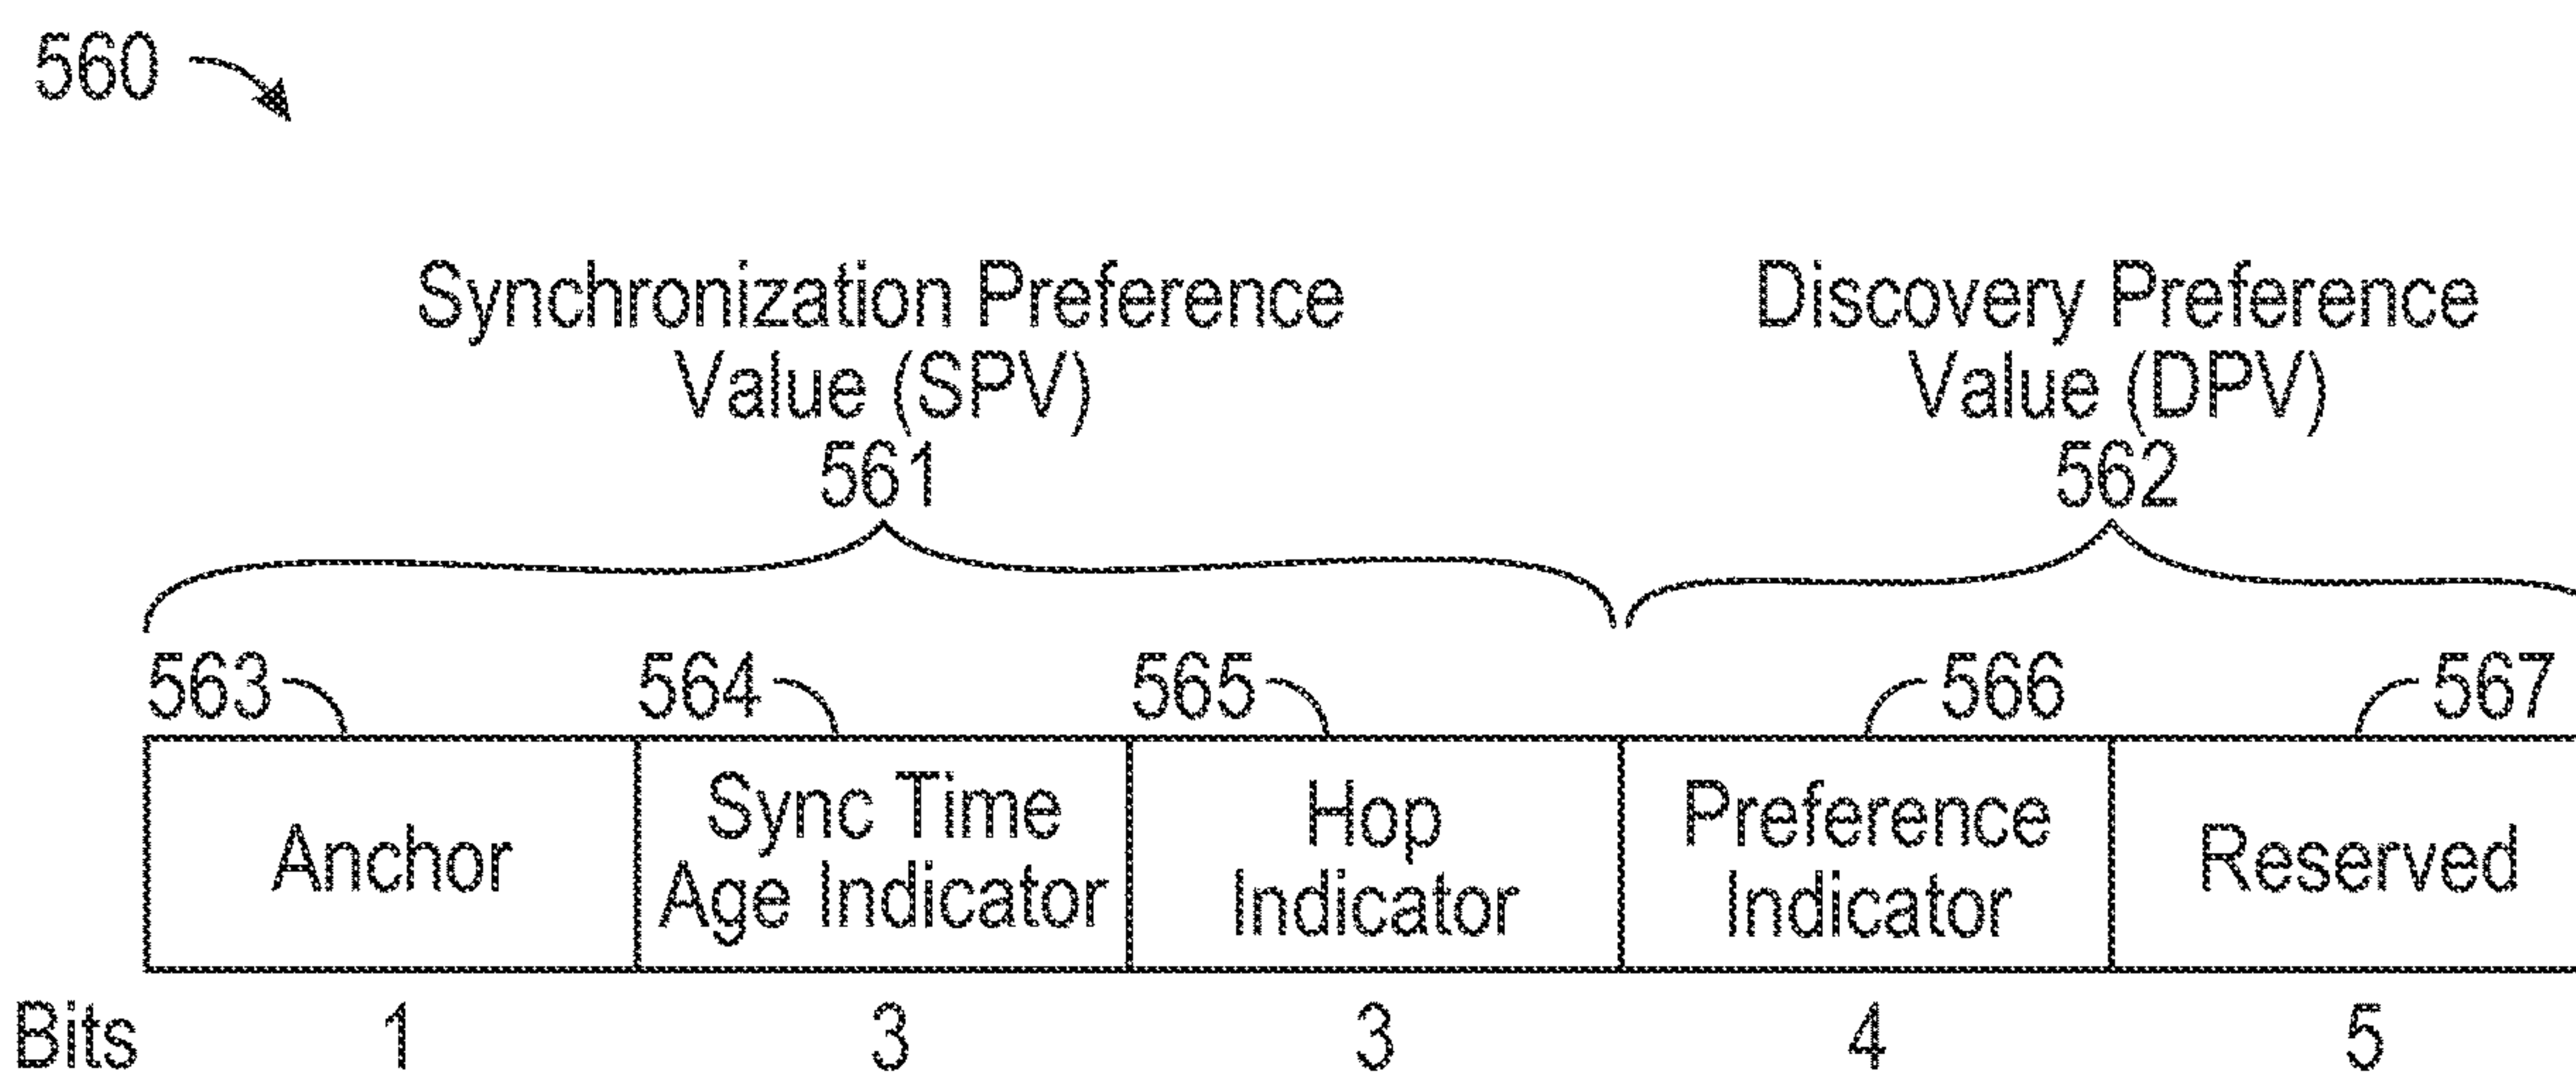 560
Synchronization Preference
Value (SPV)
561
Discovery Preference
Value (DPV)
562
563
564
565
566
567
Anchor
Sync Time
Age Indicator
Hop
Indicator
Preference
Indicator
Reserved
Bits 1 3 3 4 5